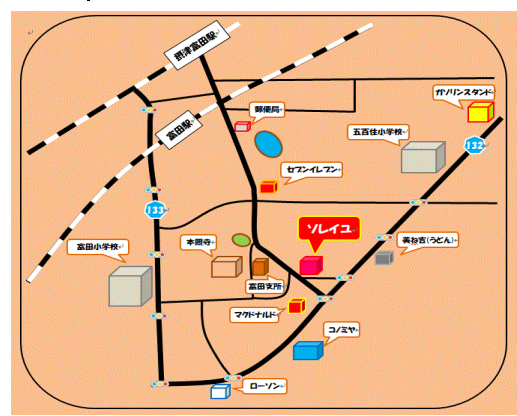 摂津富田駅
ガソリンスタンド
郵便局
富田駅
五百住小学校
132
セブンイレブン
133
ソレイユ
本照寺
美ね吉(うどん)
富田小学校
富田支所
マクドナルド
コノミヤ
ローソン